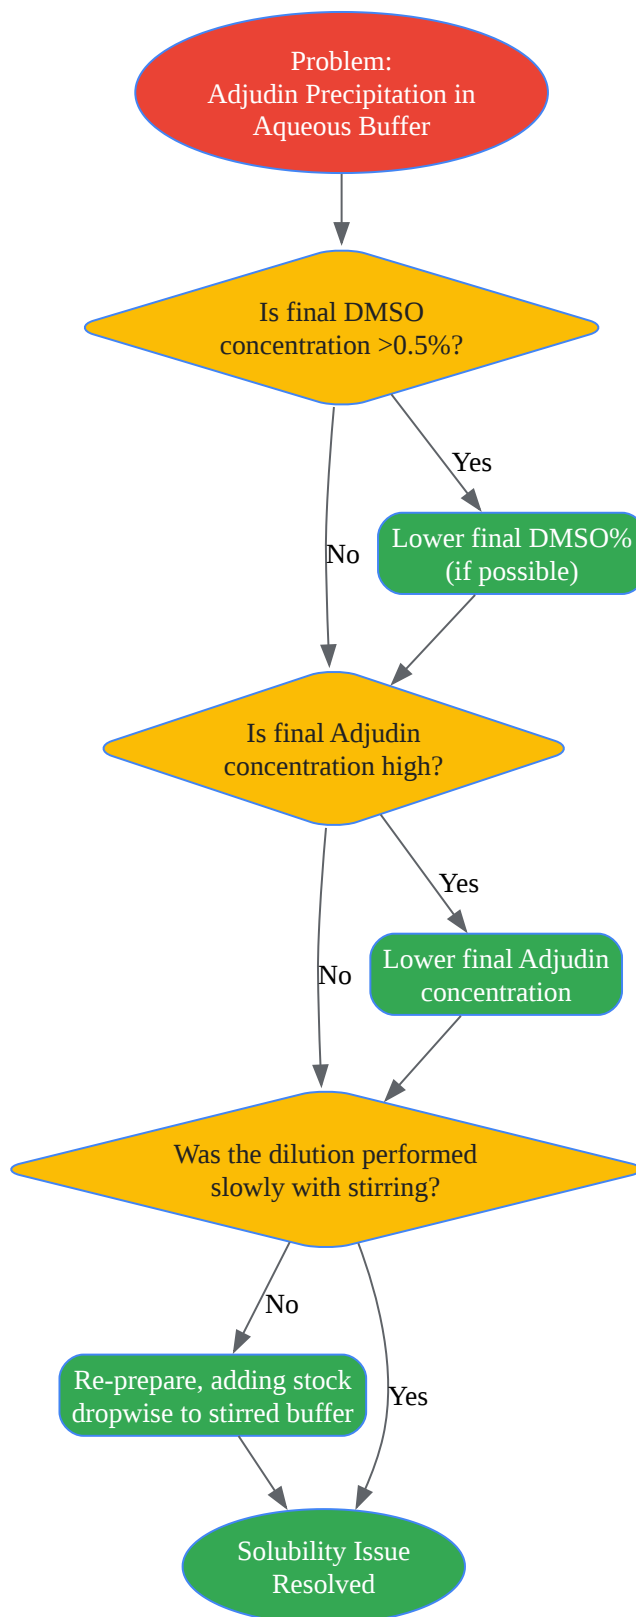 Problem:
Adjudin Precipitation in
Aqueous Buffer
Is final DMSO
concentration >0.5%?
Yes
Lower final DMSO%
(if possible)
No
Is final Adjudin
concentration high?
Yes
Lower final Adjudin
concentration
No
Was the dilution performed
slowly with stirring?
No
Re-prepare, adding stock
dropwise to stirred buffer
Yes
Solubility Issue
Resolved